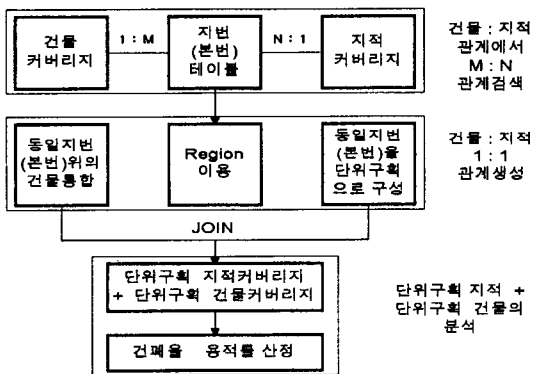 건물
커버리지
1 : M
지번
(본번)
테이블
N : 1
지적
커버리지
건물 : 지적
관계에서
M : N
관계검색
동일지번
(본번)위의
건물통합
Region
이용
동일지번
(본번)을
단위구획
으로 구성
건물 : 지적
1 : 1
관계생성
JOIN
단위구획 지적커버리지
+ 단위구획 건물커버리지
건폐율 용적률 산정
단위구획 지적 +
단위구획 건물의
분석